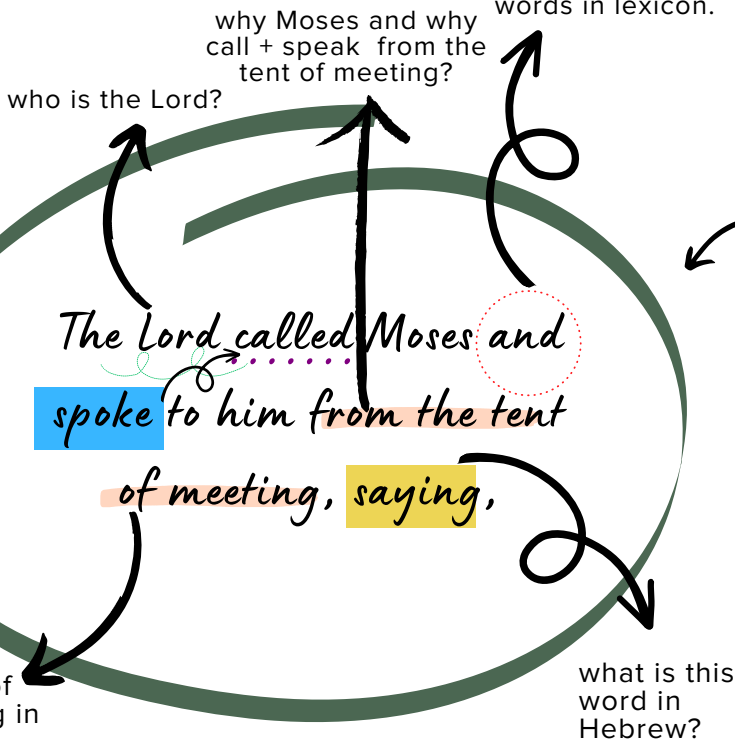 words in lexicon.
why Moses and why
call + speak from the
tent of meeting?
who is the Lord?
The Lord called Moses and
spoke to him from the tent
of meeting, saying,
what is this
word in
Hebrew?
in